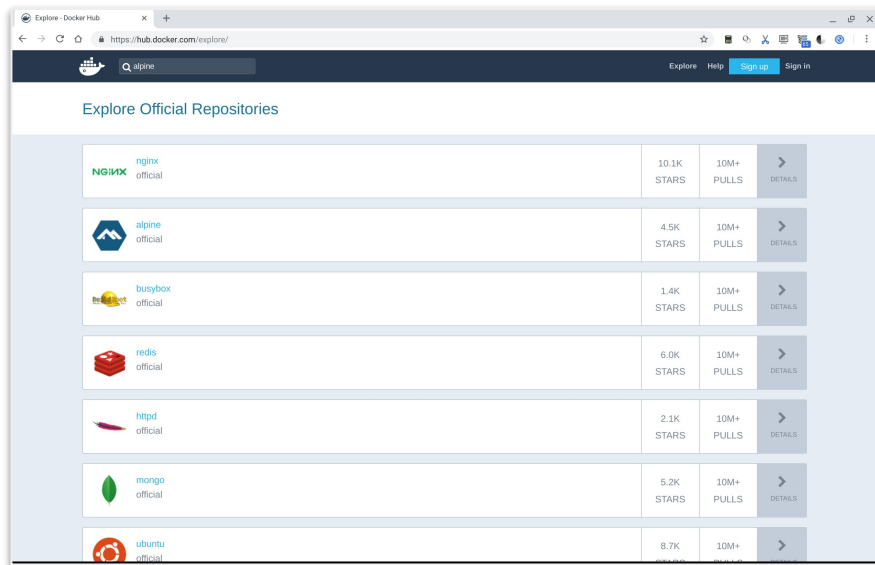 Explore - Docker Hub
https://hub.docker.com/explore/
alpine
Explore Help Sign up Sign in
Explore Official Repositories
NGINX
nginx
official
10.1K
STARS
10M+
PULLS
DETAILS
alpine
official
4.5K
STARS
10M+
PULLS
DETAILS
busybox
official
1.4K
STARS
10M+
PULLS
DETAILS
redis
official
6.0K
STARS
10M+
PULLS
DETAILS
httpd
official
2.1K
STARS
10M+
PULLS
DETAILS
mongo
official
5.2K
STARS
10M+
PULLS
DETAILS
ubuntu
official
8.7K
STARS
10M+
PULLS